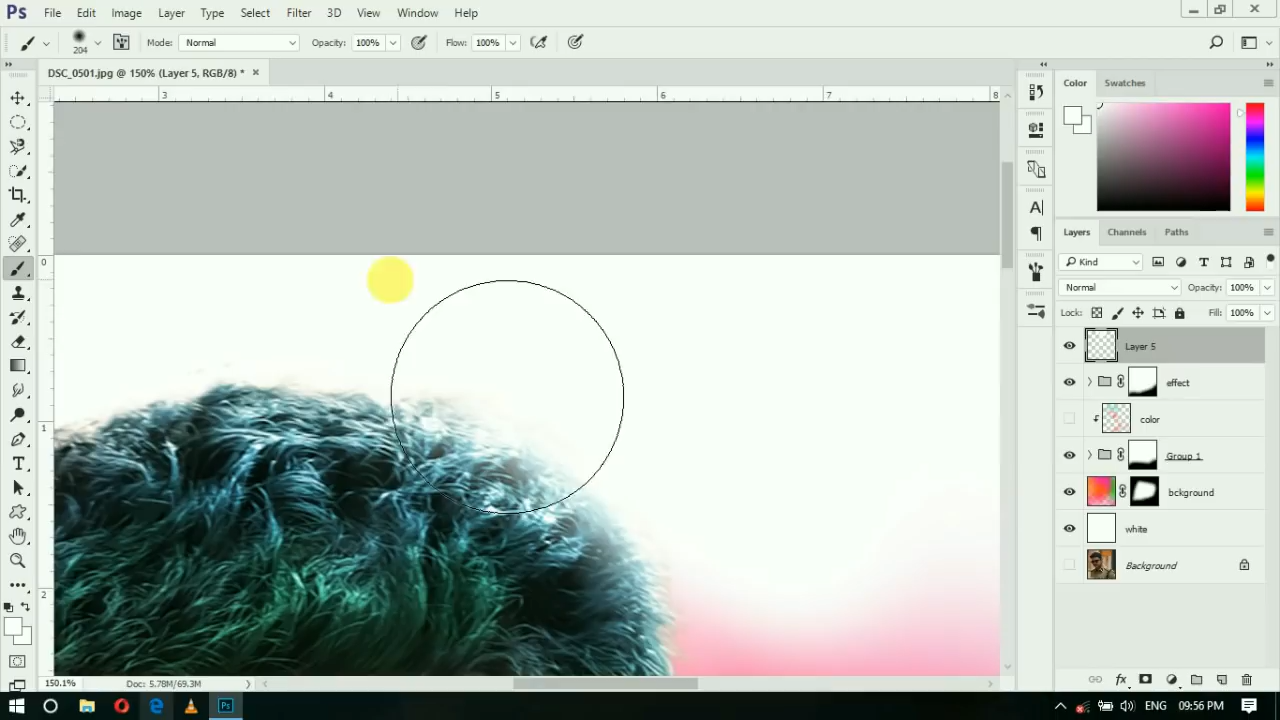 Ps File Edit Image Layer Type Select Filter 3D View Window Help
204 Mode: Normal Opacity: 100% Flow: 100%
DSC_0501.jpg @ 150% (Layer 5, RGB/8) * ×
3 4 5 6 7 8
0
1
2
Color Swatches
Layers Channels Paths
Kind
Normal Opacity: 100%
Lock: Fill: 100%
Layer 5
effect
color
Group 1
bckground
white
Background
150.1% Doc: 5.78M/69.3M
Ps ENG 09:56 PM